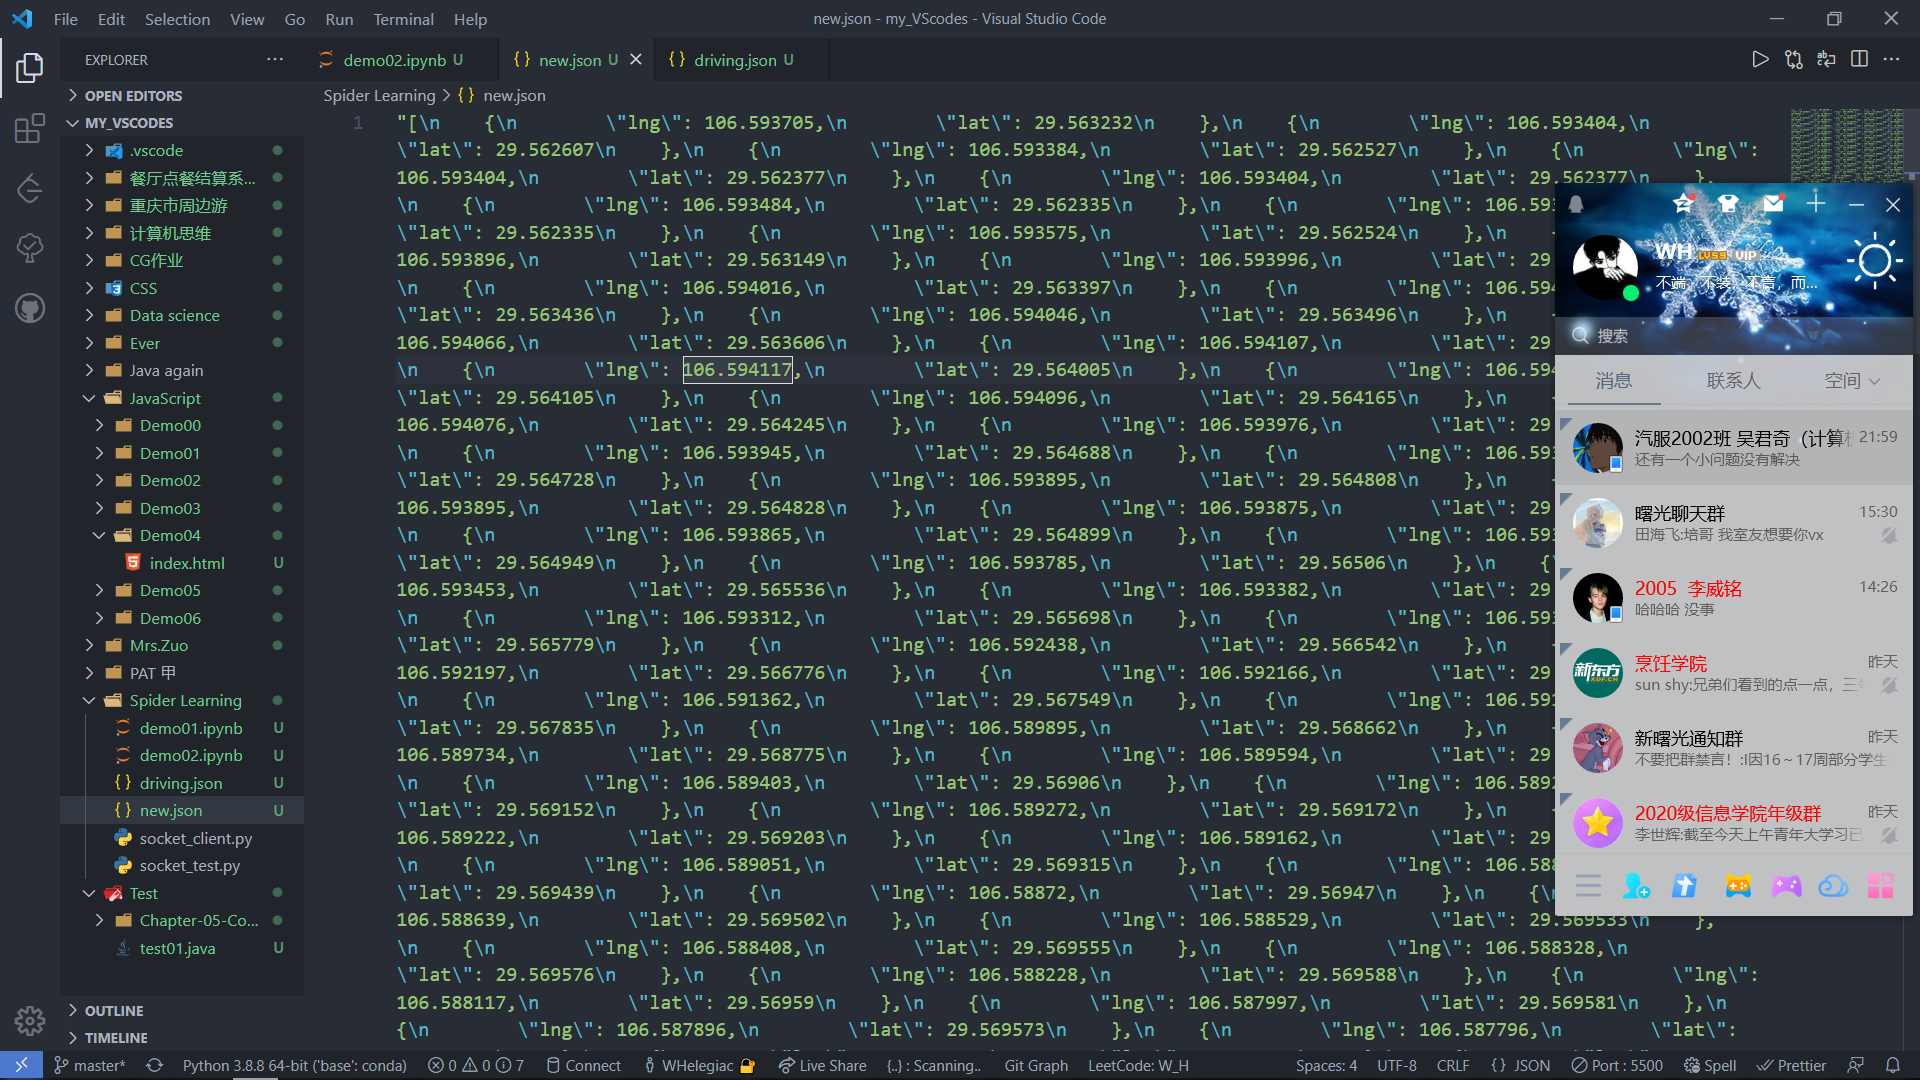 File Edit Selection View Go Run Terminal Help
new.json - my_VScodes - Visual Studio Code
EXPLORER
demo02.ipynb U
{} new.json U
{} driving.json U
Spider Learning > {} new.json
OPEN EDITORS
MY_VSCODES
.vscode
餐厅点餐结算系...
重庆市周边游
计算机思维
CG作业
CSS
Data science
Ever
Java again
JavaScript
Demo00
Demo01
Demo02
Demo03
Demo04
index.html U
Demo05
Demo06
Mrs.Zuo
PAT 甲
Spider Learning
demo01.ipynb U
demo02.ipynb U
{} driving.json U
{} new.json U
socket_client.py
socket_test.py
Test
Chapter-05-Co...
test01.java U
OUTLINE
TIMELINE
1 "[\n {\n \"lng\": 106.593705,\n \"lat\": 29.563232\n },\n {\n \"lng\": 106.593404,\n
\"lat\": 29.562607\n },\n {\n \"lng\": 106.593384,\n \"lat\": 29.562527\n },\n {\n \"lng\":
106.593404,\n \"lat\": 29.562377\n },\n {\n \"lng\": 106.593404,\n \"lat\": 29.562377\n },
\n {\n \"lng\": 106.593484,\n \"lat\": 29.562335\n },\n {\n \"lng\": 106.593
\"lat\": 29.562335\n },\n {\n \"lng\": 106.593575,\n \"lat\": 29.562524\n },\n
106.593896,\n \"lat\": 29.563149\n },\n {\n \"lng\": 106.593996,\n \"lat\": 29
\n {\n \"lng\": 106.594016,\n \"lat\": 29.563397\n },\n {\n \"lng\": 106.594
\"lat\": 29.563436\n },\n {\n \"lng\": 106.594046,\n \"lat\": 29.563496\n },\n
106.594066,\n \"lat\": 29.563606\n },\n {\n \"lng\": 106.594107,\n \"lat\": 29
\n {\n \"lng\": 106.594117,\n \"lat\": 29.564005\n },\n {\n \"lng\": 106.594
\"lat\": 29.564105\n },\n {\n \"lng\": 106.594096,\n \"lat\": 29.564165\n },\n
106.594076,\n \"lat\": 29.564245\n },\n {\n \"lng\": 106.593976,\n \"lat\": 29
\n {\n \"lng\": 106.593945,\n \"lat\": 29.564688\n },\n {\n \"lng\": 106.593
\"lat\": 29.564728\n },\n {\n \"lng\": 106.593895,\n \"lat\": 29.564808\n },\n
106.593895,\n \"lat\": 29.564828\n },\n {\n \"lng\": 106.593875,\n \"lat\": 29
\n {\n \"lng\": 106.593865,\n \"lat\": 29.564899\n },\n {\n \"lng\": 106.593
\"lat\": 29.564949\n },\n {\n \"lng\": 106.593785,\n \"lat\": 29.56506\n },\n {
106.593453,\n \"lat\": 29.565536\n },\n {\n \"lng\": 106.593382,\n \"lat\": 29
\n {\n \"lng\": 106.593312,\n \"lat\": 29.565698\n },\n {\n \"lng\": 106.593
\"lat\": 29.565779\n },\n {\n \"lng\": 106.592438,\n \"lat\": 29.566542\n },\n
106.592197,\n \"lat\": 29.566776\n },\n {\n \"lng\": 106.592166,\n \"lat\": 29
\n {\n \"lng\": 106.591362,\n \"lat\": 29.567549\n },\n {\n \"lng\": 106.591
\"lat\": 29.567835\n },\n {\n \"lng\": 106.589895,\n \"lat\": 29.568662\n },\n
106.589734,\n \"lat\": 29.568775\n },\n {\n \"lng\": 106.589594,\n \"lat\": 29
\n {\n \"lng\": 106.589403,\n \"lat\": 29.56906\n },\n {\n \"lng\": 106.589
\"lat\": 29.569152\n },\n {\n \"lng\": 106.589272,\n \"lat\": 29.569172\n },\n
106.589222,\n \"lat\": 29.569203\n },\n {\n \"lng\": 106.589162,\n \"lat\": 29
\n {\n \"lng\": 106.589051,\n \"lat\": 29.569315\n },\n {\n \"lng\": 106.588
\"lat\": 29.569439\n },\n {\n \"lng\": 106.58872,\n \"lat\": 29.56947\n },\n {\n
106.588639,\n \"lat\": 29.569502\n },\n {\n \"lng\": 106.588529,\n \"lat\": 29.569533\n },
\n {\n \"lng\": 106.588408,\n \"lat\": 29.569555\n },\n {\n \"lng\": 106.588328,\n
\"lat\": 29.569576\n },\n {\n \"lng\": 106.588228,\n \"lat\": 29.569588\n },\n {\n \"lng\":
106.588117,\n \"lat\": 29.56959\n },\n {\n \"lng\": 106.587997,\n \"lat\": 29.569581\n },\n
{\n \"lng\": 106.587896,\n \"lat\": 29.569573\n },\n {\n \"lng\": 106.587796,\n \"lat\":
WH LV59 VIP
不端，不装，不言，而...
搜索
消息 联系人 空间
汽服2002班 吴君奇（计算机 21:59
还有一个小问题没有解决
曙光聊天群 15:30
田海飞:培哥 我室友想要你vx
2005 李威铭 14:26
哈哈哈 没事
新东方
XDF.CN
烹饪学院 昨天
sun shy:兄弟们看到的点一点，三
新曙光通知群 昨天
不要把群禁言！:I因16～17周部分学生
2020级信息学院年级群 昨天
李世辉:截至今天上午青年大学习已
master* Python 3.8.8 64-bit ('base': conda) 0 0 7 Connect WHelegiac Live Share {..} : Scanning.. Git Graph LeetCode: W_H Spaces: 4 UTF-8 CRLF {} JSON Port : 5500 Spell Prettier